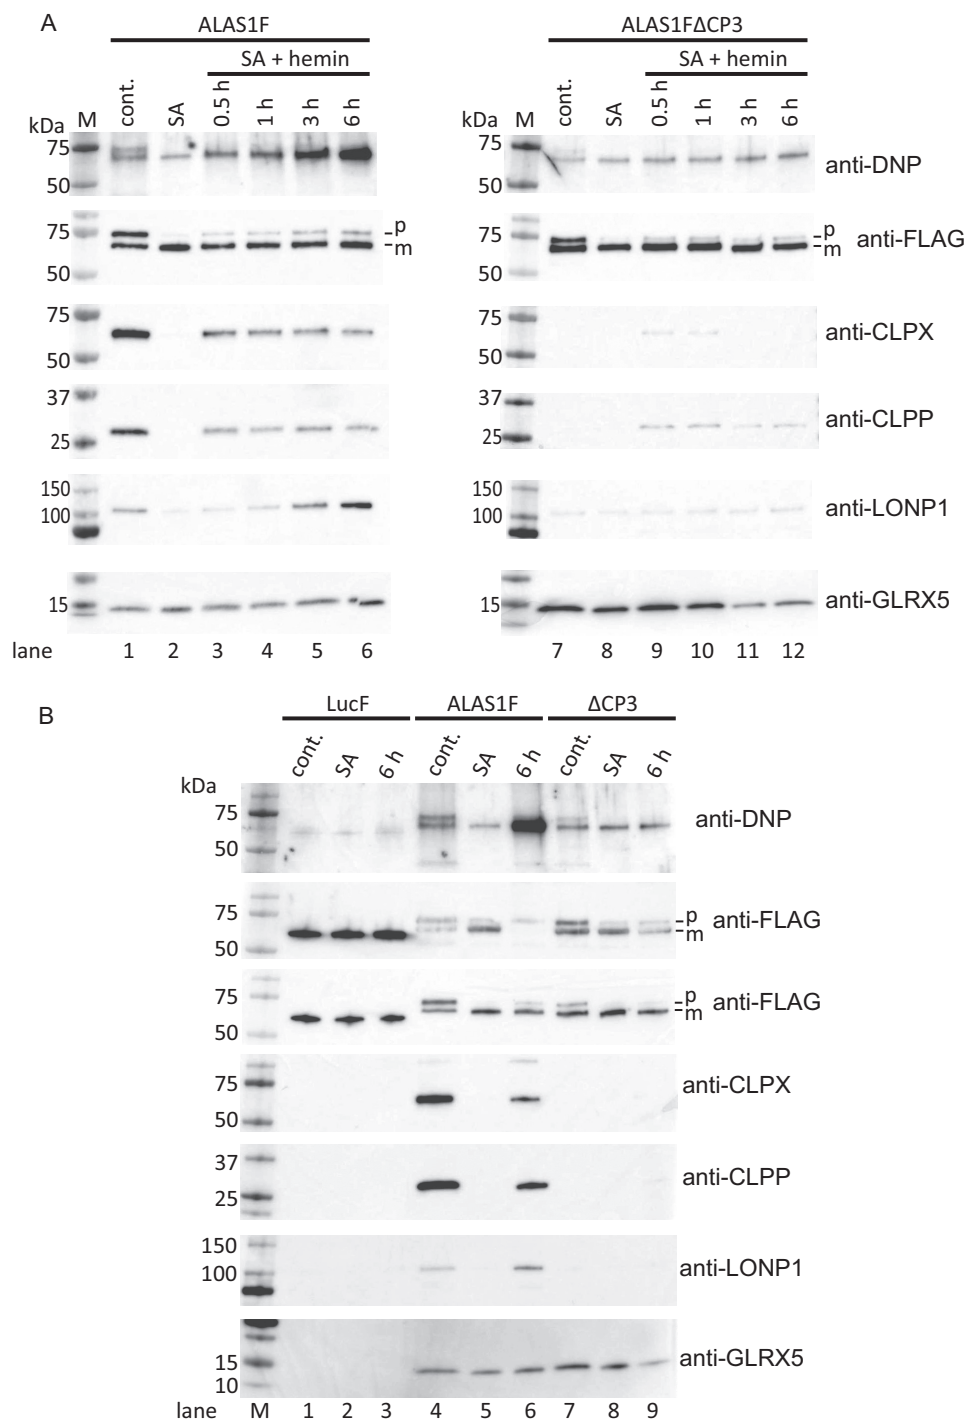 A
ALAS1F ALAS1FΔCP3
SA + hemin SA + hemin
kDa M cont. SA 0.5 h 1 h 3 h 6 h kDa M cont. SA 0.5 h 1 h 3 h 6 h
75 75
anti-DNP
50 50
75 p 75 p
m m anti-FLAG
50 50
75 75
anti-CLPX
50 50
37 37
anti-CLPP
25 25
150 150
anti-LONP1
100 100
15 15 anti-GLRX5
lane 1 2 3 4 5 6 7 8 9 10 11 12
B
LucF ALAS1F ΔCP3
kDa cont. SA 6 h cont. SA 6 h cont. SA 6 h
75 anti-DNP
50
75 p anti-FLAG
m
50
75 p anti-FLAG
m
50
75 anti-CLPX
50
37
anti-CLPP
25
150
anti-LONP1
100
15 anti-GLRX5
10
lane M 1 2 3 4 5 6 7 8 9